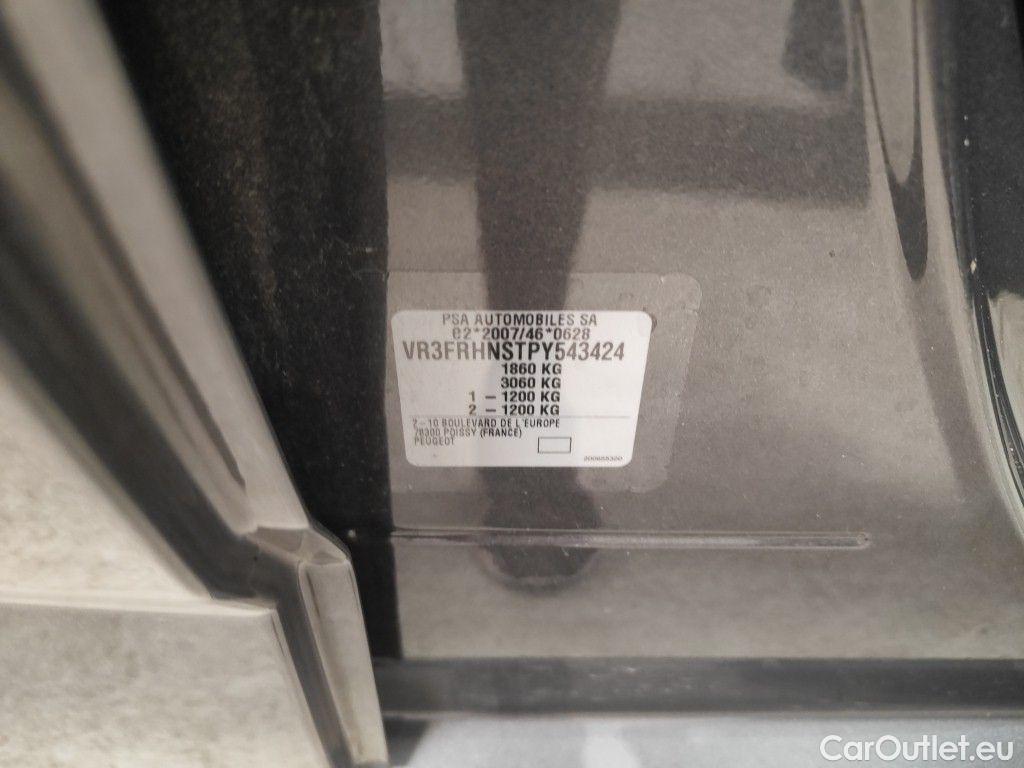 PSA AUTOMOBILES SA
e2*2007/46*0628
VR3FRHNSTPY543424
1860 KG
3060 KG
1 - 1200 KG
2 - 1200 KG
2 - 10 BOULEVARD DE L'EUROPE
78300 POISSY (FRANCE)
PEUGEOT
CarOutlet.eu